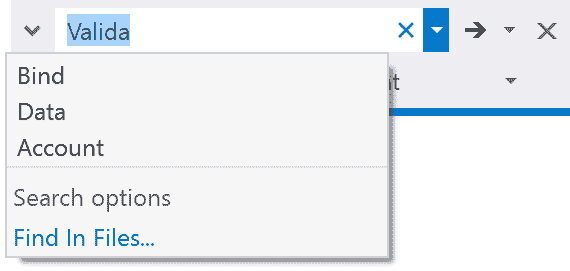 Valida
Bind
Data
Account
Search options
Find In Files...